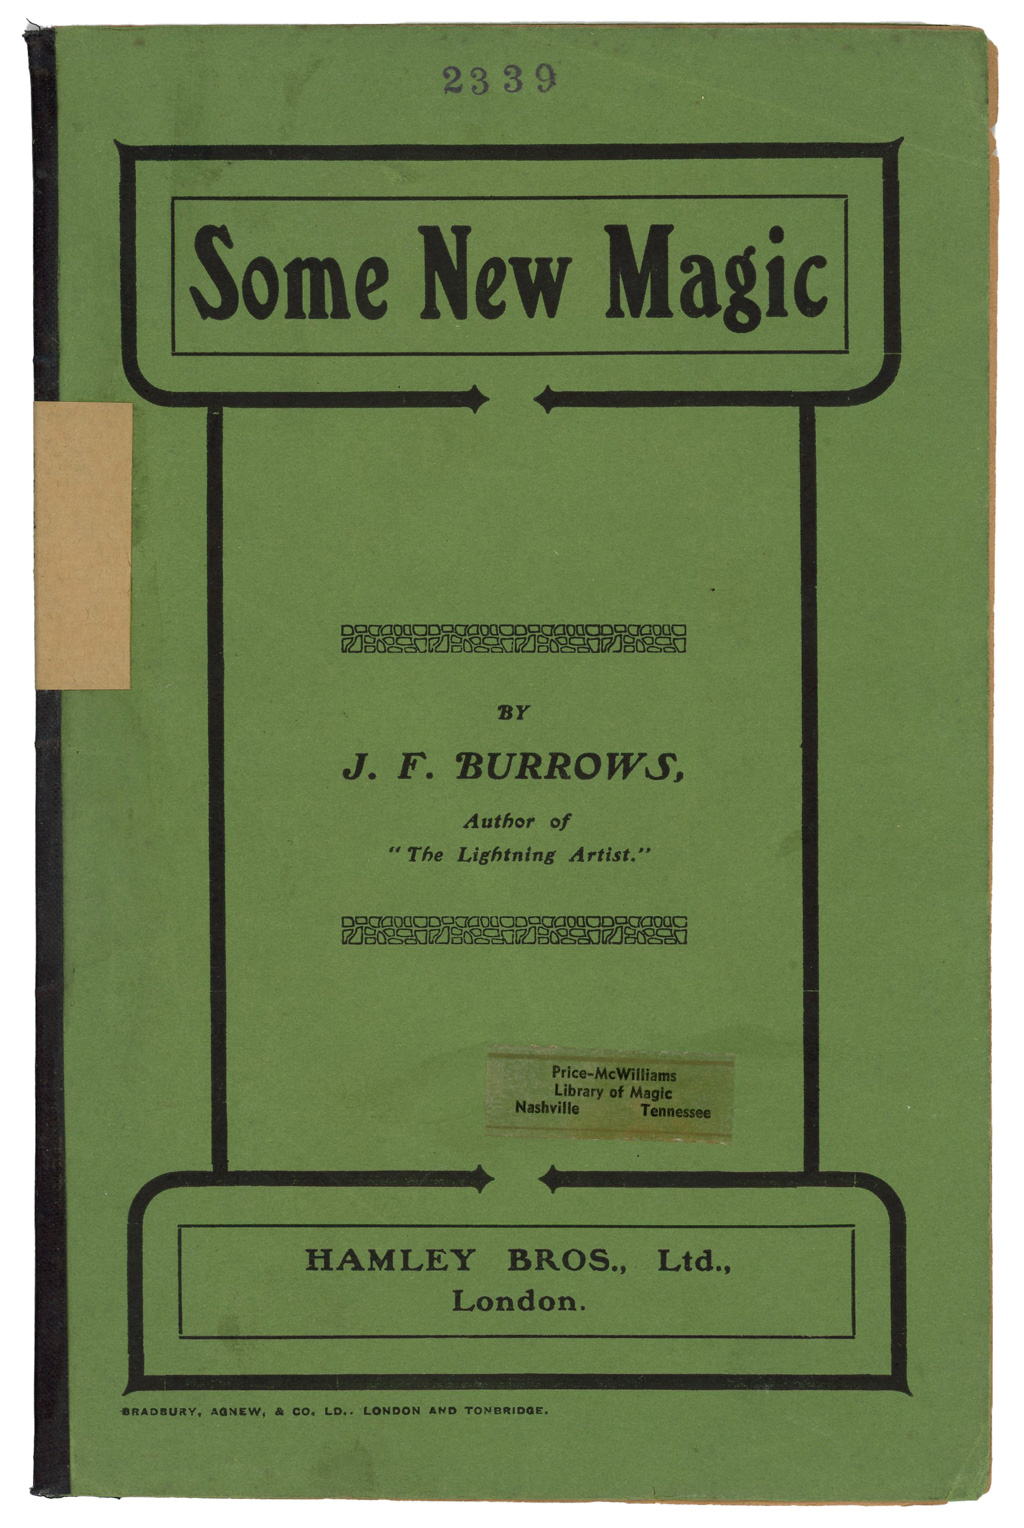 2339
Some New Magic
BY
J. F. BURROWS,
Author of
"The Lightning Artist."
Price-McWilliams
Library of Magic
Nashville Tennessee
HAMLEY BROS., Ltd.,
London.
BRADBURY, AGNEW, & CO. LD., LONDON AND TONBRIDGE.